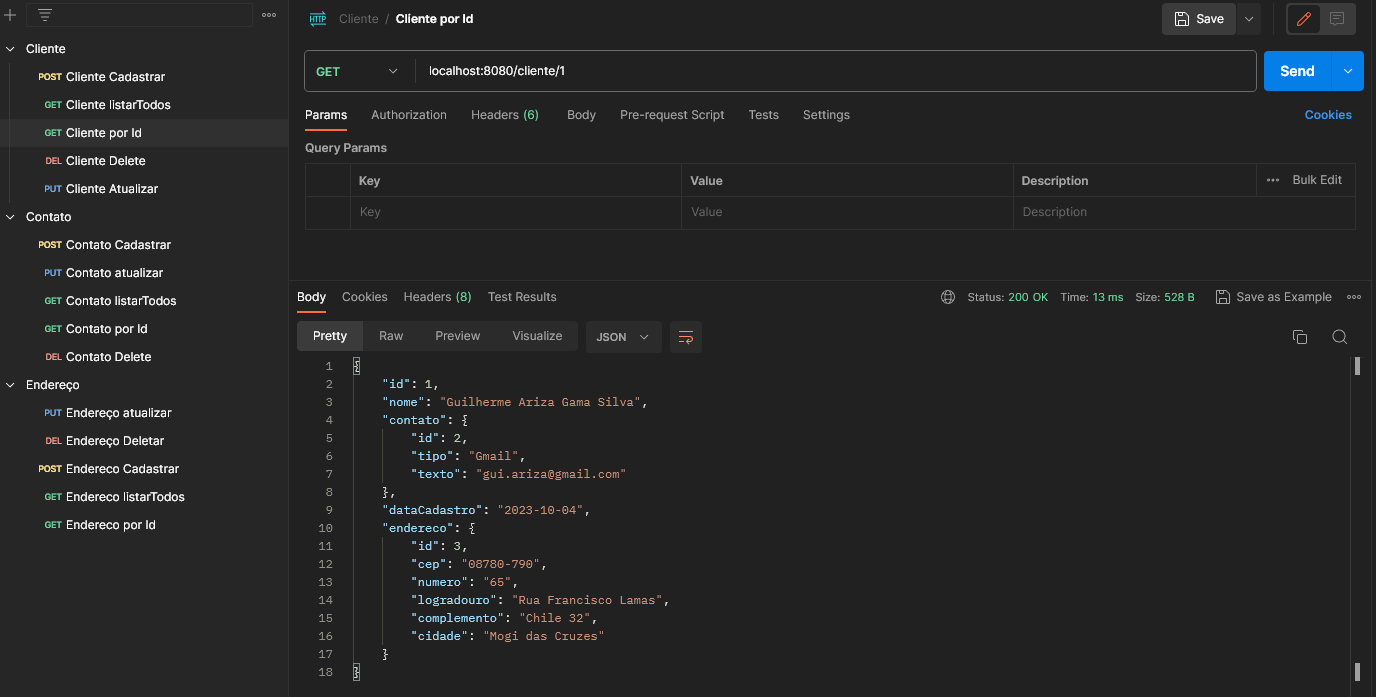 Cliente
POST Cliente Cadastrar
GET Cliente listarTodos
GET Cliente por Id
DEL Cliente Delete
PUT Cliente Atualizar
Contato
POST Contato Cadastrar
PUT Contato atualizar
GET Contato listarTodos
GET Contato por Id
DEL Contato Delete
Endereço
PUT Endereço atualizar
DEL Endereço Deletar
POST Endereco Cadastrar
GET Endereco listarTodos
GET Endereco por Id
HTTP Cliente / Cliente por Id Save
GET localhost:8080/cliente/1 Send
Params Authorization Headers (6) Body Pre-request Script Tests Settings Cookies
Query Params
Key Value Description Bulk Edit
Key Value Description
Body Cookies Headers (8) Test Results Status: 200 OK Time: 13 ms Size: 528 B Save as Example
Pretty Raw Preview Visualize JSON
1 {
2 "id": 1,
3 "nome": "Guilherme Ariza Gama Silva",
4 "contato": {
5 "id": 2,
6 "tipo": "Gmail",
7 "texto": "gui.ariza@gmail.com"
8 },
9 "dataCadastro": "2023-10-04",
10 "endereco": {
11 "id": 3,
12 "cep": "08780-790",
13 "numero": "65",
14 "logradouro": "Rua Francisco Lamas",
15 "complemento": "Chile 32",
16 "cidade": "Mogi das Cruzes"
17 }
18 }